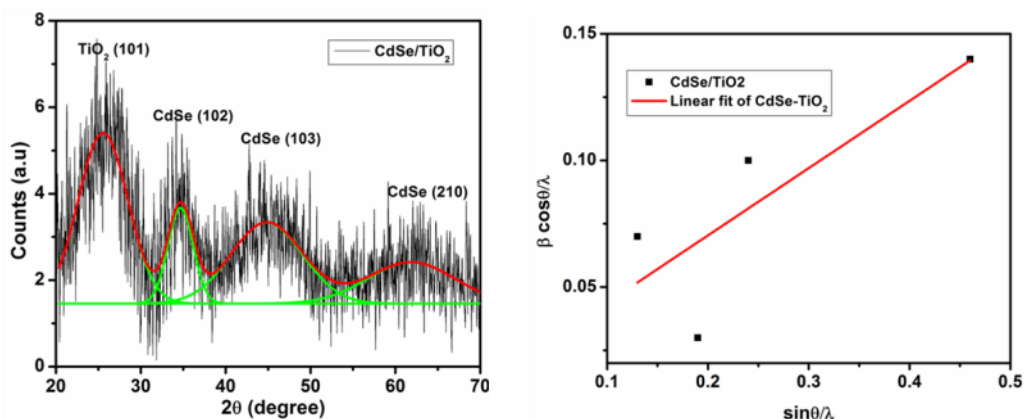 8
6
4
2
0
20
30
40
50
60
70
Counts (a.u)
2θ (degree)
TiO2 (101)
CdSe (102)
CdSe (103)
CdSe (210)
CdSe/TiO2
0.15
0.10
0.05
0.1
0.2
0.3
0.4
0.5
β cosθ/λ
sinθ/λ
CdSe/TiO2
Linear fit of CdSe-TiO2